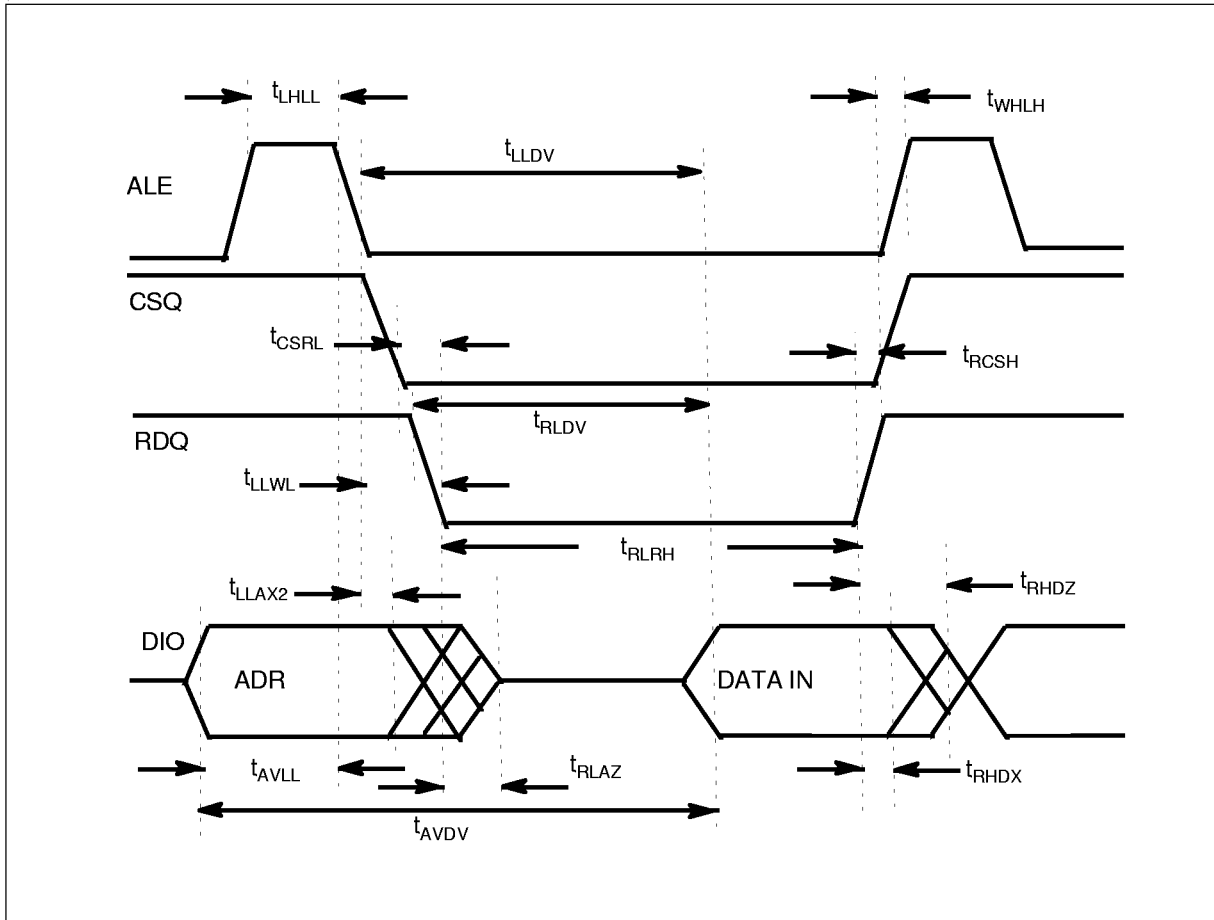 tLHLL
tWHLH
tLLDV
ALE
CSQ
tCSRL
tRCSH
tRLDV
RDQ
tLLWL
tRLRH
tLLAX2
tRHDZ
DIO
ADR
DATA IN
tAVLL
tRLAZ
tRHDX
tAVDV